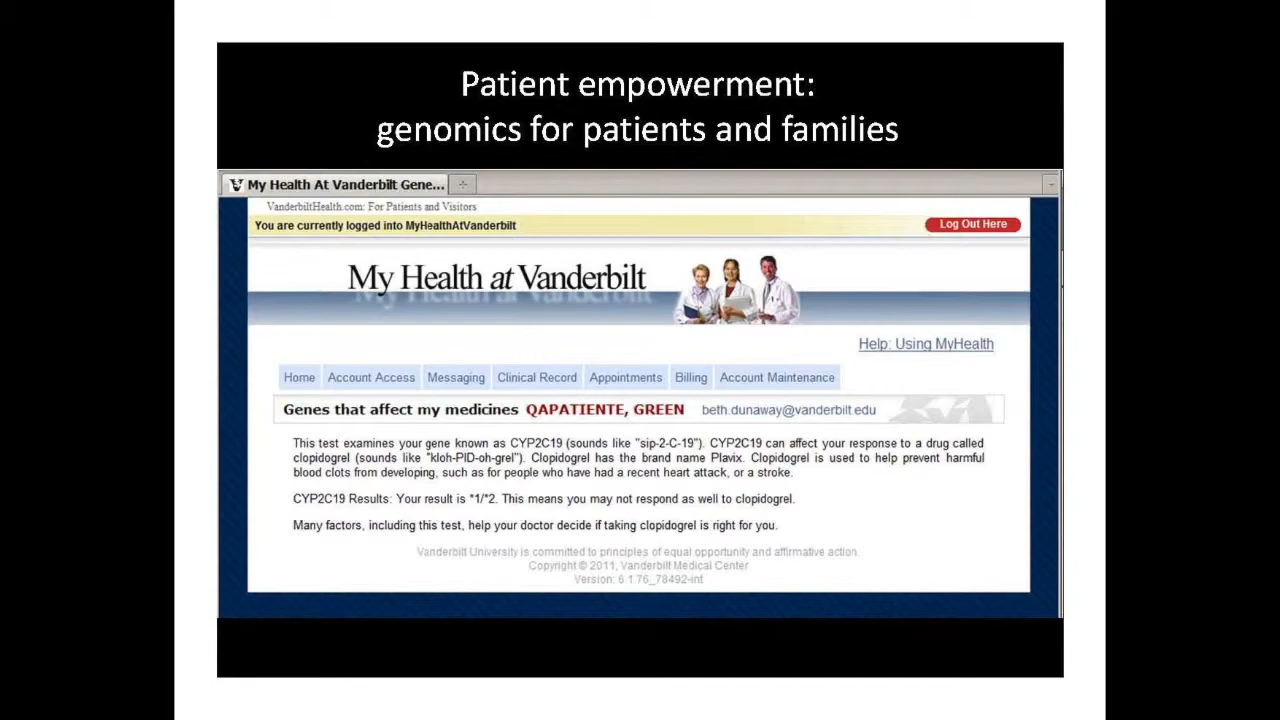 Patient empowerment:
genomics for patients and families
My Health At Vanderbilt Gene...
VanderbiltHealth.com: For Patients and Visitors
You are currently logged into MyHealthAtVanderbilt
Log Out Here
My Health at Vanderbilt
Help: Using MyHealth
Home Account Access Messaging Clinical Record Appointments Billing Account Maintenance
Genes that affect my medicines QAPATIENTE, GREEN beth.dunaway@vanderbilt.edu
This test examines your gene known as CYP2C19 (sounds like "sip-2-C-19"). CYP2C19 can affect your response to a drug called
clopidogrel (sounds like "kloh-PID-oh-grel"). Clopidogrel has the brand name Plavix. Clopidogrel is used to help prevent harmful
blood clots from developing, such as for people who have had a recent heart attack, or a stroke.
CYP2C19 Results: Your result is *1/*2. This means you may not respond as well to clopidogrel.
Many factors, including this test, help your doctor decide if taking clopidogrel is right for you.
Vanderbilt University is committed to principles of equal opportunity and affirmative action.
Copyright © 2011, Vanderbilt Medical Center
Version: 6.1.76_78492-int